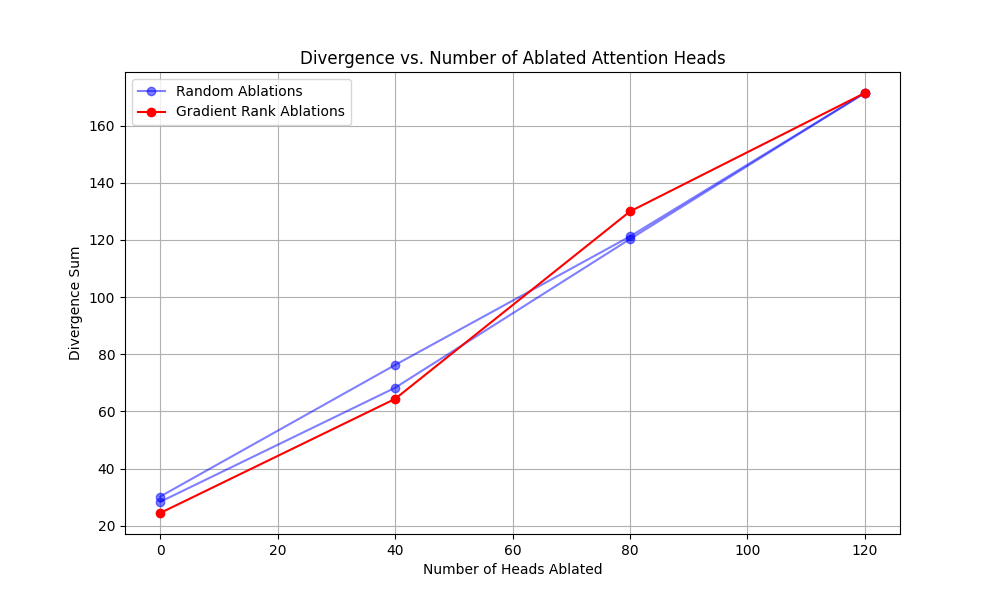 Divergence vs. Number of Ablated Attention Heads
Random Ablations
Gradient Rank Ablations
Divergence Sum
160
140
120
100
80
60
40
20
0 20 40 60 80 100 120
Number of Heads Ablated